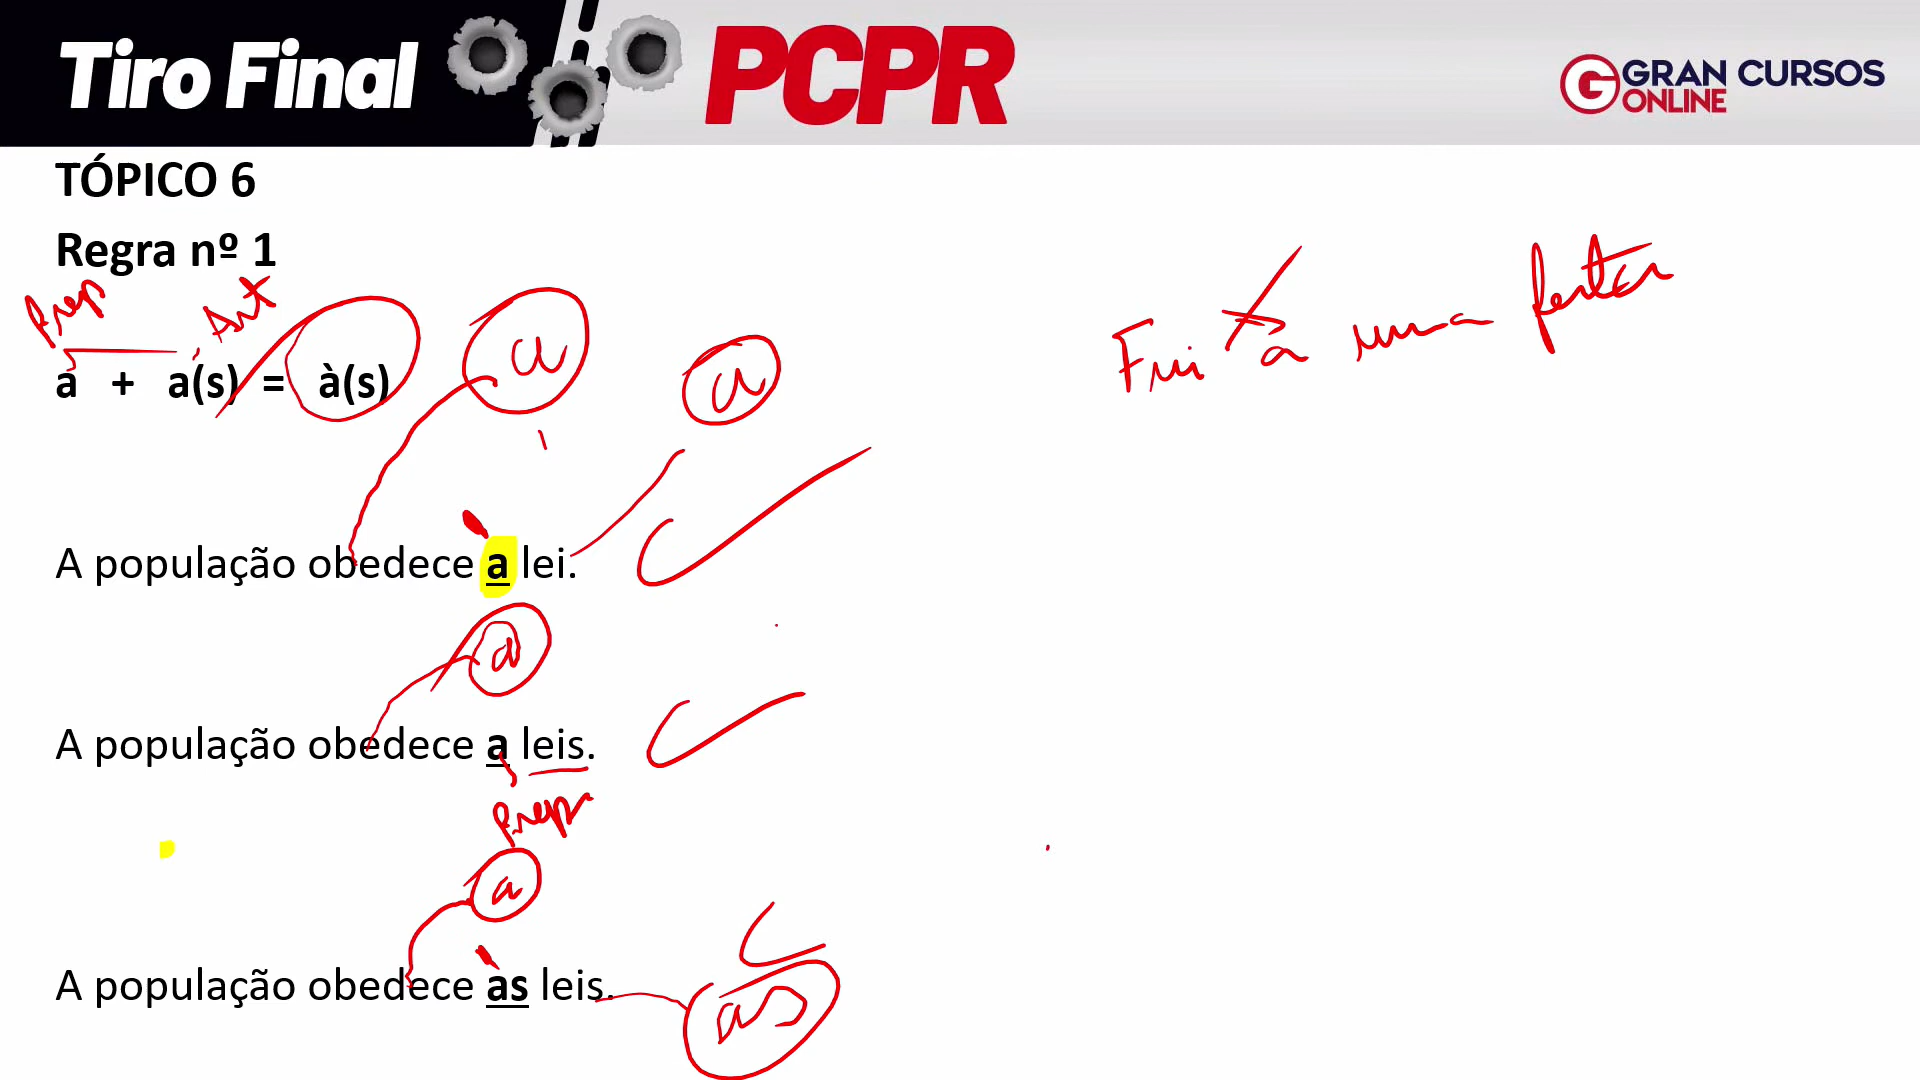 Tiro Final PCPR
GRAN CURSOS
ONLINE
TÓPICO 6
Regra nº 1
Prep Art
a + a(s) = à(s)
a
a
Fui a uma festa
A população obedece a lei.
a
A população obedece a leis.
Prep
a
A população obedece as leis.
as